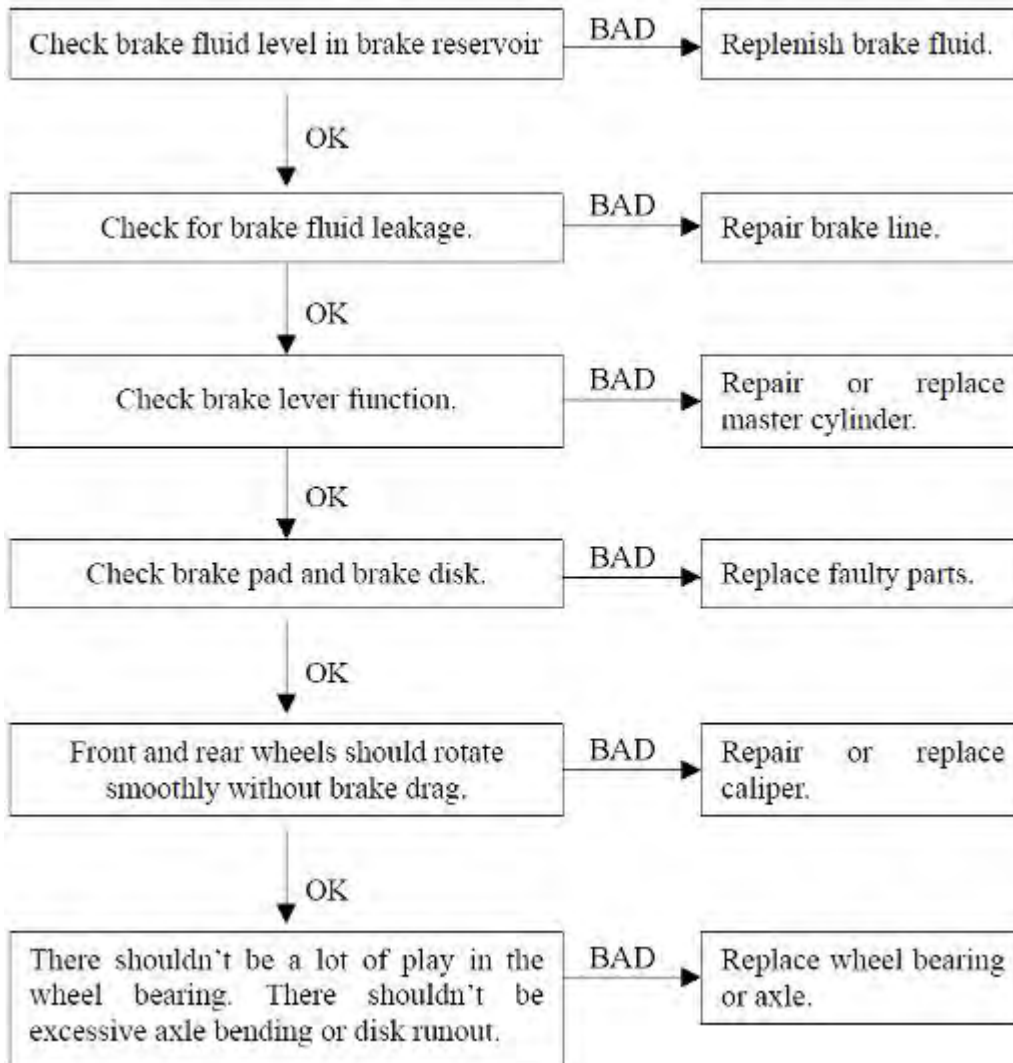 Check brake fluid level in brake reservoir
BAD
Replenish brake fluid.
OK
Check for brake fluid leakage.
BAD
Repair brake line.
OK
Check brake lever function.
BAD
Repair or replace
master cylinder.
OK
Check brake pad and brake disk.
BAD
Replace faulty parts.
OK
Front and rear wheels should rotate
smoothly without brake drag.
BAD
Repair or replace
caliper.
OK
There shouldn't be a lot of play in the
wheel bearing. There shouldn't be
excessive axle bending or disk runout.
BAD
Replace wheel bearing
or axle.